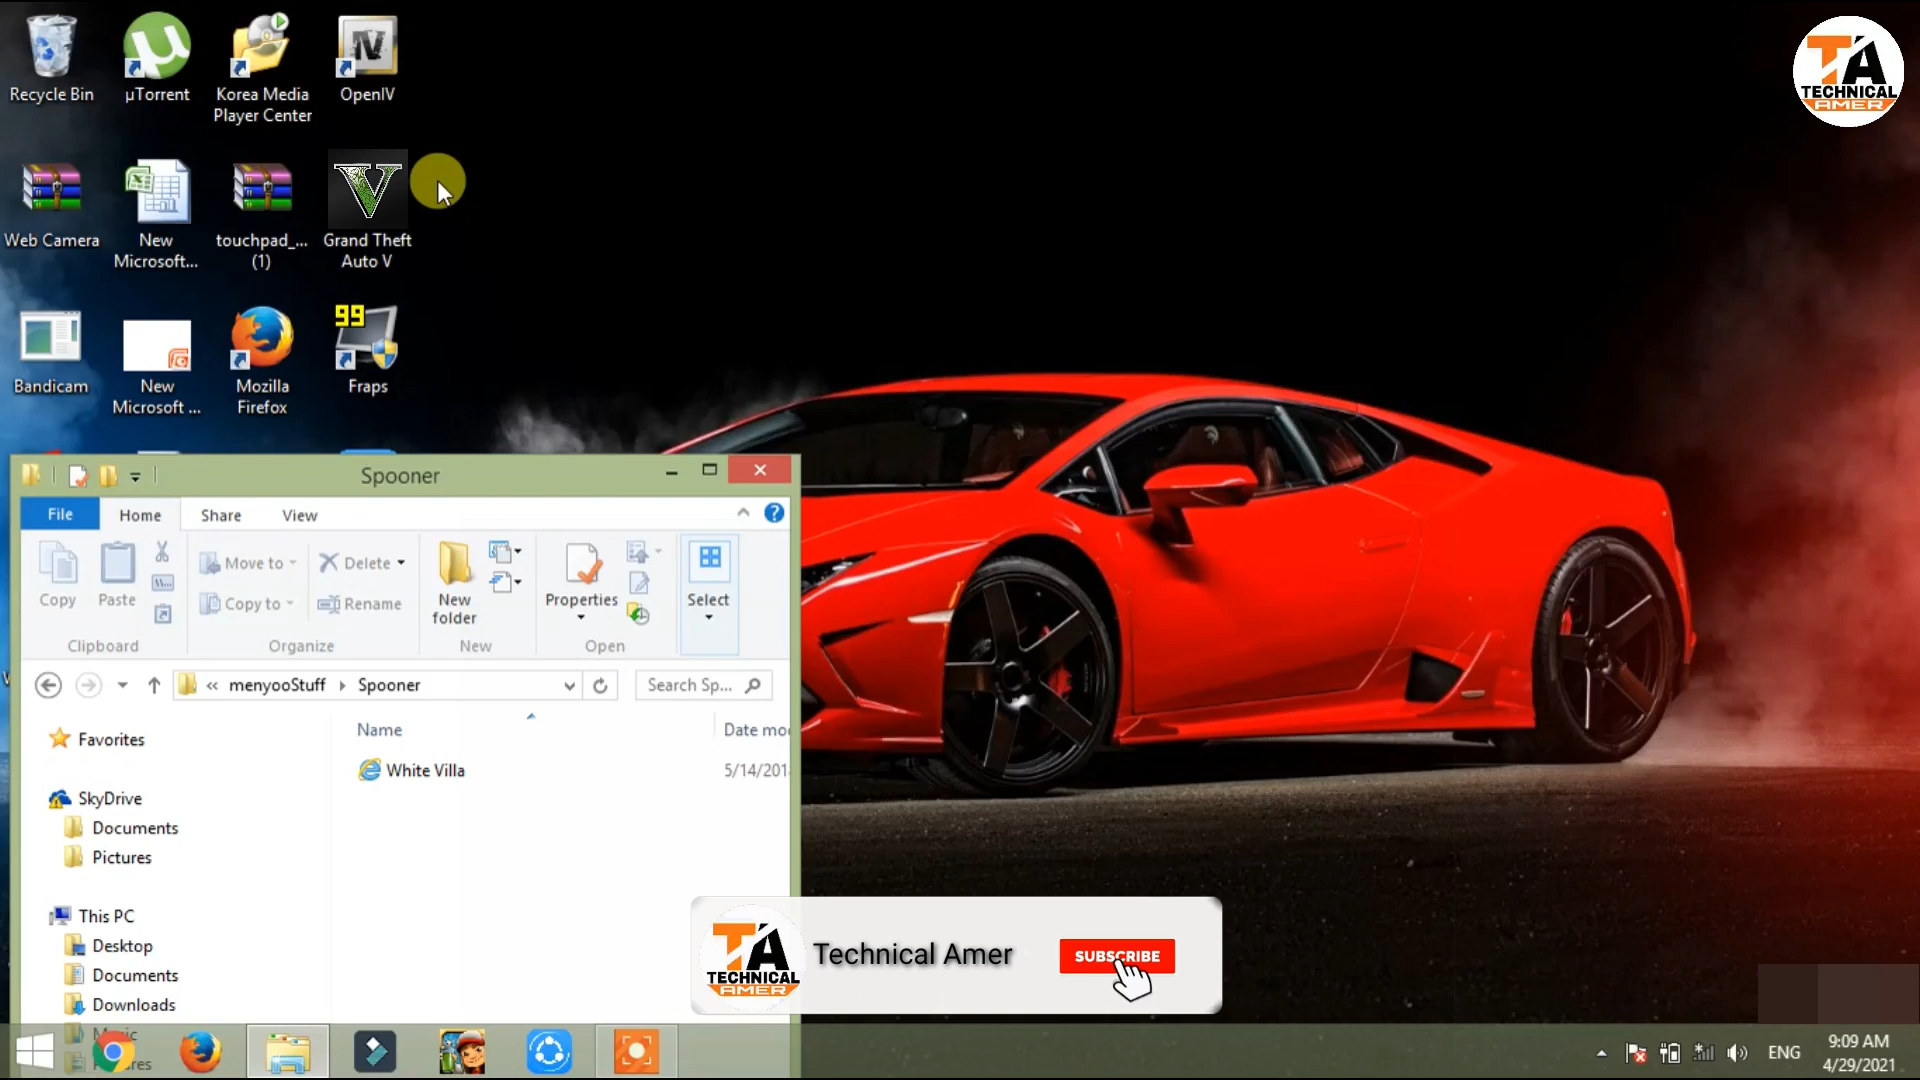 Recycle Bin
µTorrent
Korea Media
Player Center
OpenIV
TA
TECHNICAL
AMER
Web Camera
New
Microsoft...
touchpad_...
(1)
Grand Theft
Auto V
Bandicam
New
Microsoft ...
Mozilla
Firefox
99
Fraps
Spooner
File
Home
Share
View
Copy
Paste
Move to
Copy to
Delete
Rename
New
folder
Properties
Select
Clipboard
Organize
New
Open
« menyooStuff
Spooner
Search Sp...
Name
Date mo
White Villa
5/14/201
Favorites
SkyDrive
Documents
Pictures
This PC
Desktop
Documents
Downloads
TA
TECHNICAL
AMER
Technical Amer
SUBSCRIBE
ENG
9:09 AM
4/29/2021